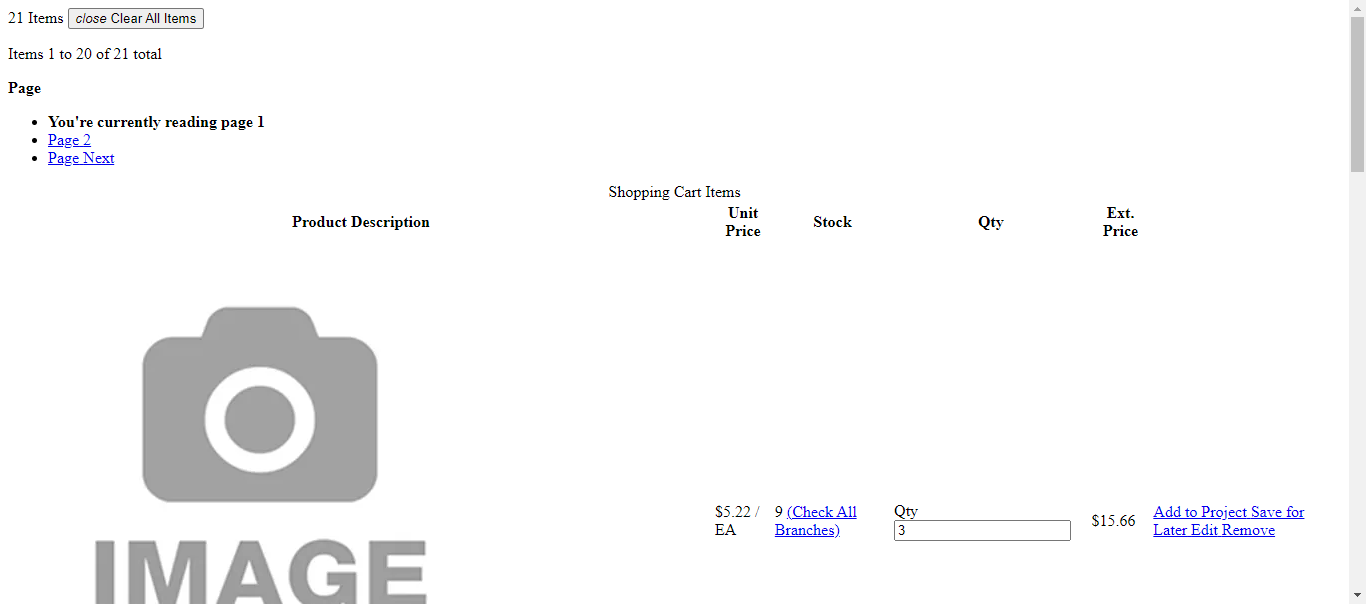 21 Items close Clear All Items
Items 1 to 20 of 21 total
Page
You're currently reading page 1
Page 2
Page Next
Shopping Cart Items
Product Description Unit Price Stock Qty Ext. Price
$5.22 / EA
9 (Check All Branches)
Qty
3
$15.66
Add to Project Save for
Later Edit Remove
IMAGE